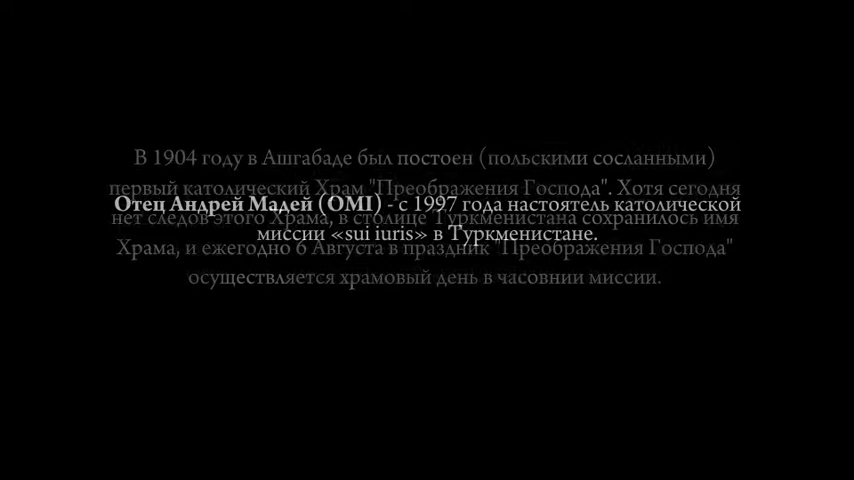 В 1904 году в Ашгабаде был постоен (польскими сосланными)
первый католический Храм "Преображения Господа". Хотя сегодня
Отец Андрей Мадей (OMI) - с 1997 года настоятель католической
нет следов этого Храма, в столице Туркменистана сохранилось имя
миссии «sui iuris» в Туркменистане.
Храма, и ежегодно 6 Августа в праздник "Преображения Господа"
осуществляется храмовый день в часовнии миссии.